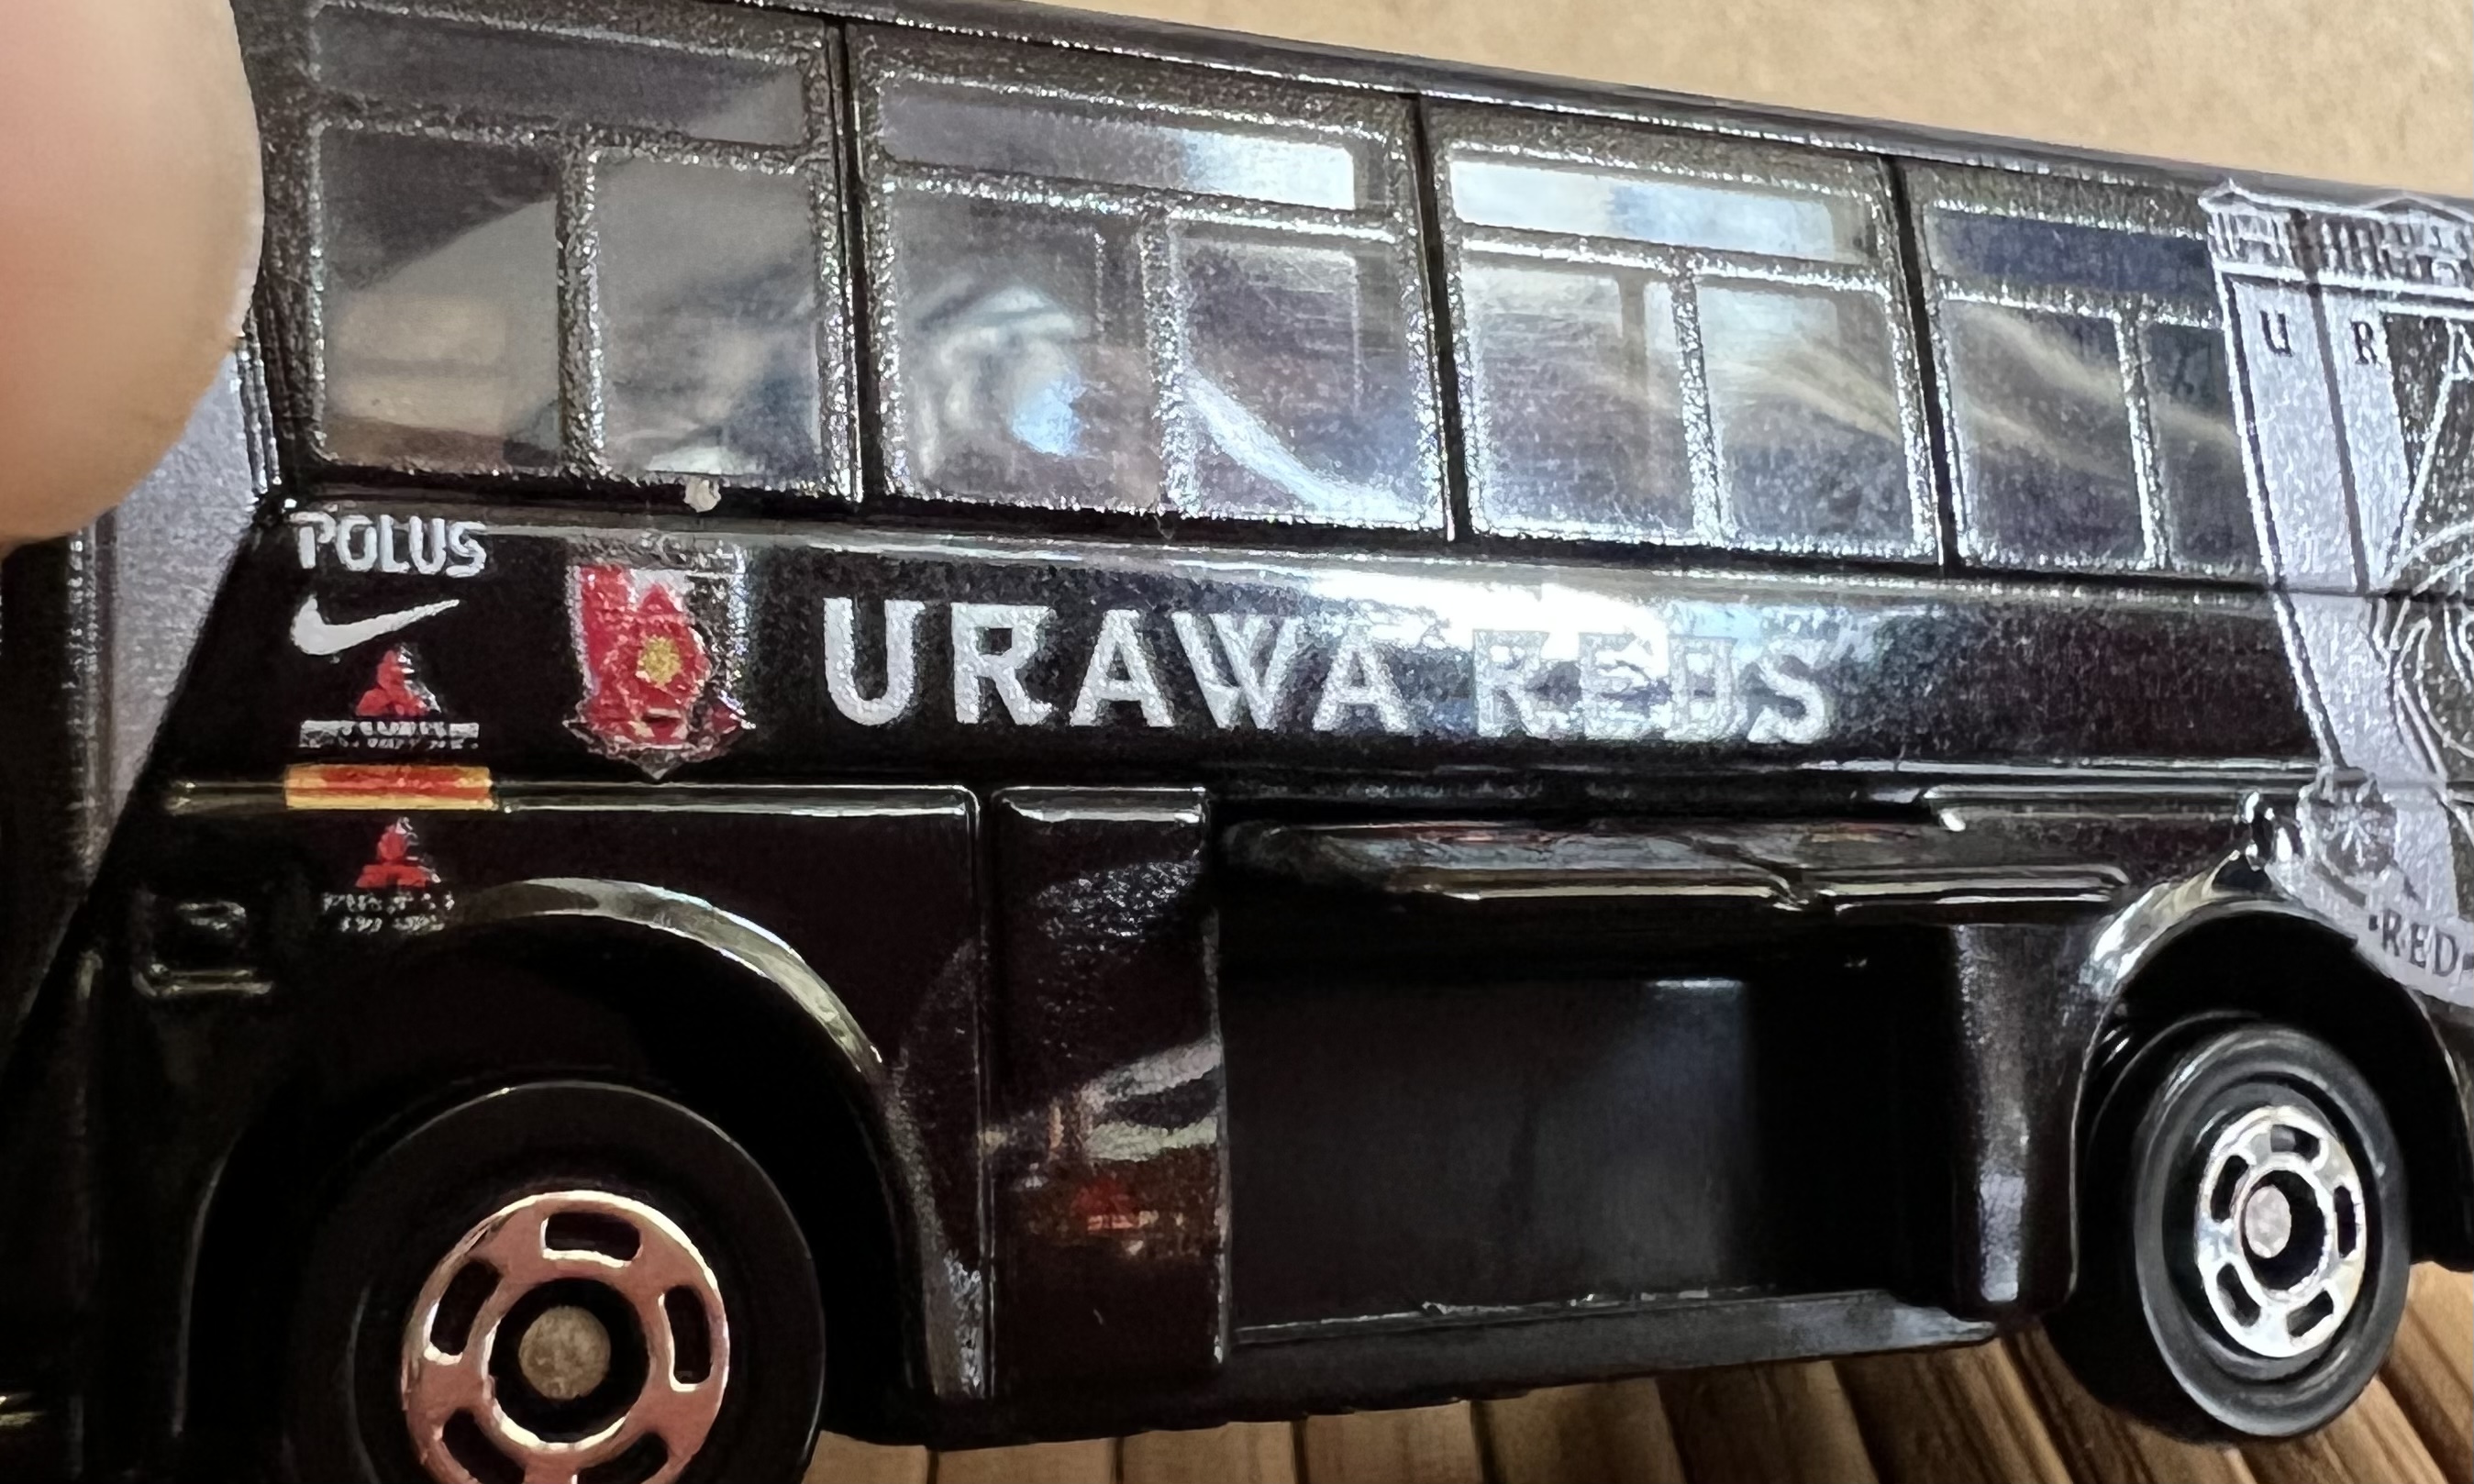 POLUS
URAWA REDS
U R A
RED